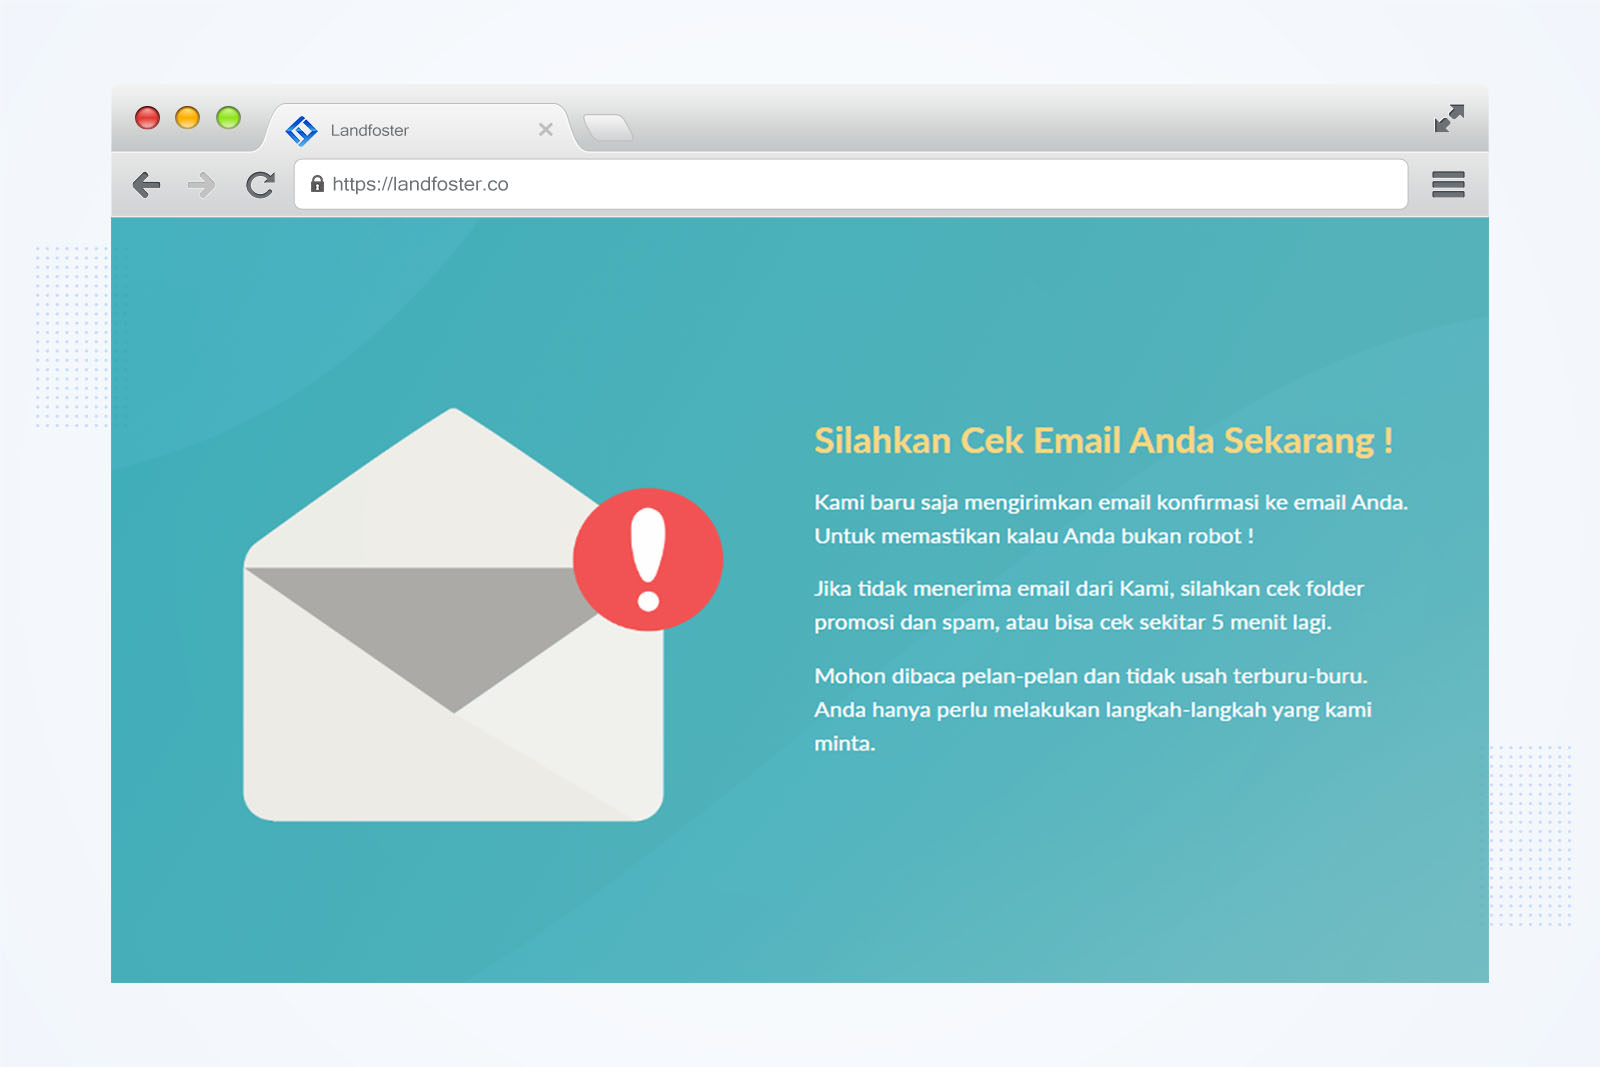 Landfoster
https://landfoster.co
Silahkan Cek Email Anda Sekarang !
Kami baru saja mengirimkan email konfirmasi ke email Anda.
Untuk memastikan kalau Anda bukan robot !
Jika tidak menerima email dari Kami, silahkan cek folder
promosi dan spam, atau bisa cek sekitar 5 menit lagi.
Mohon dibaca pelan-pelan dan tidak usah terburu-buru.
Anda hanya perlu melakukan langkah-langkah yang kami
minta.